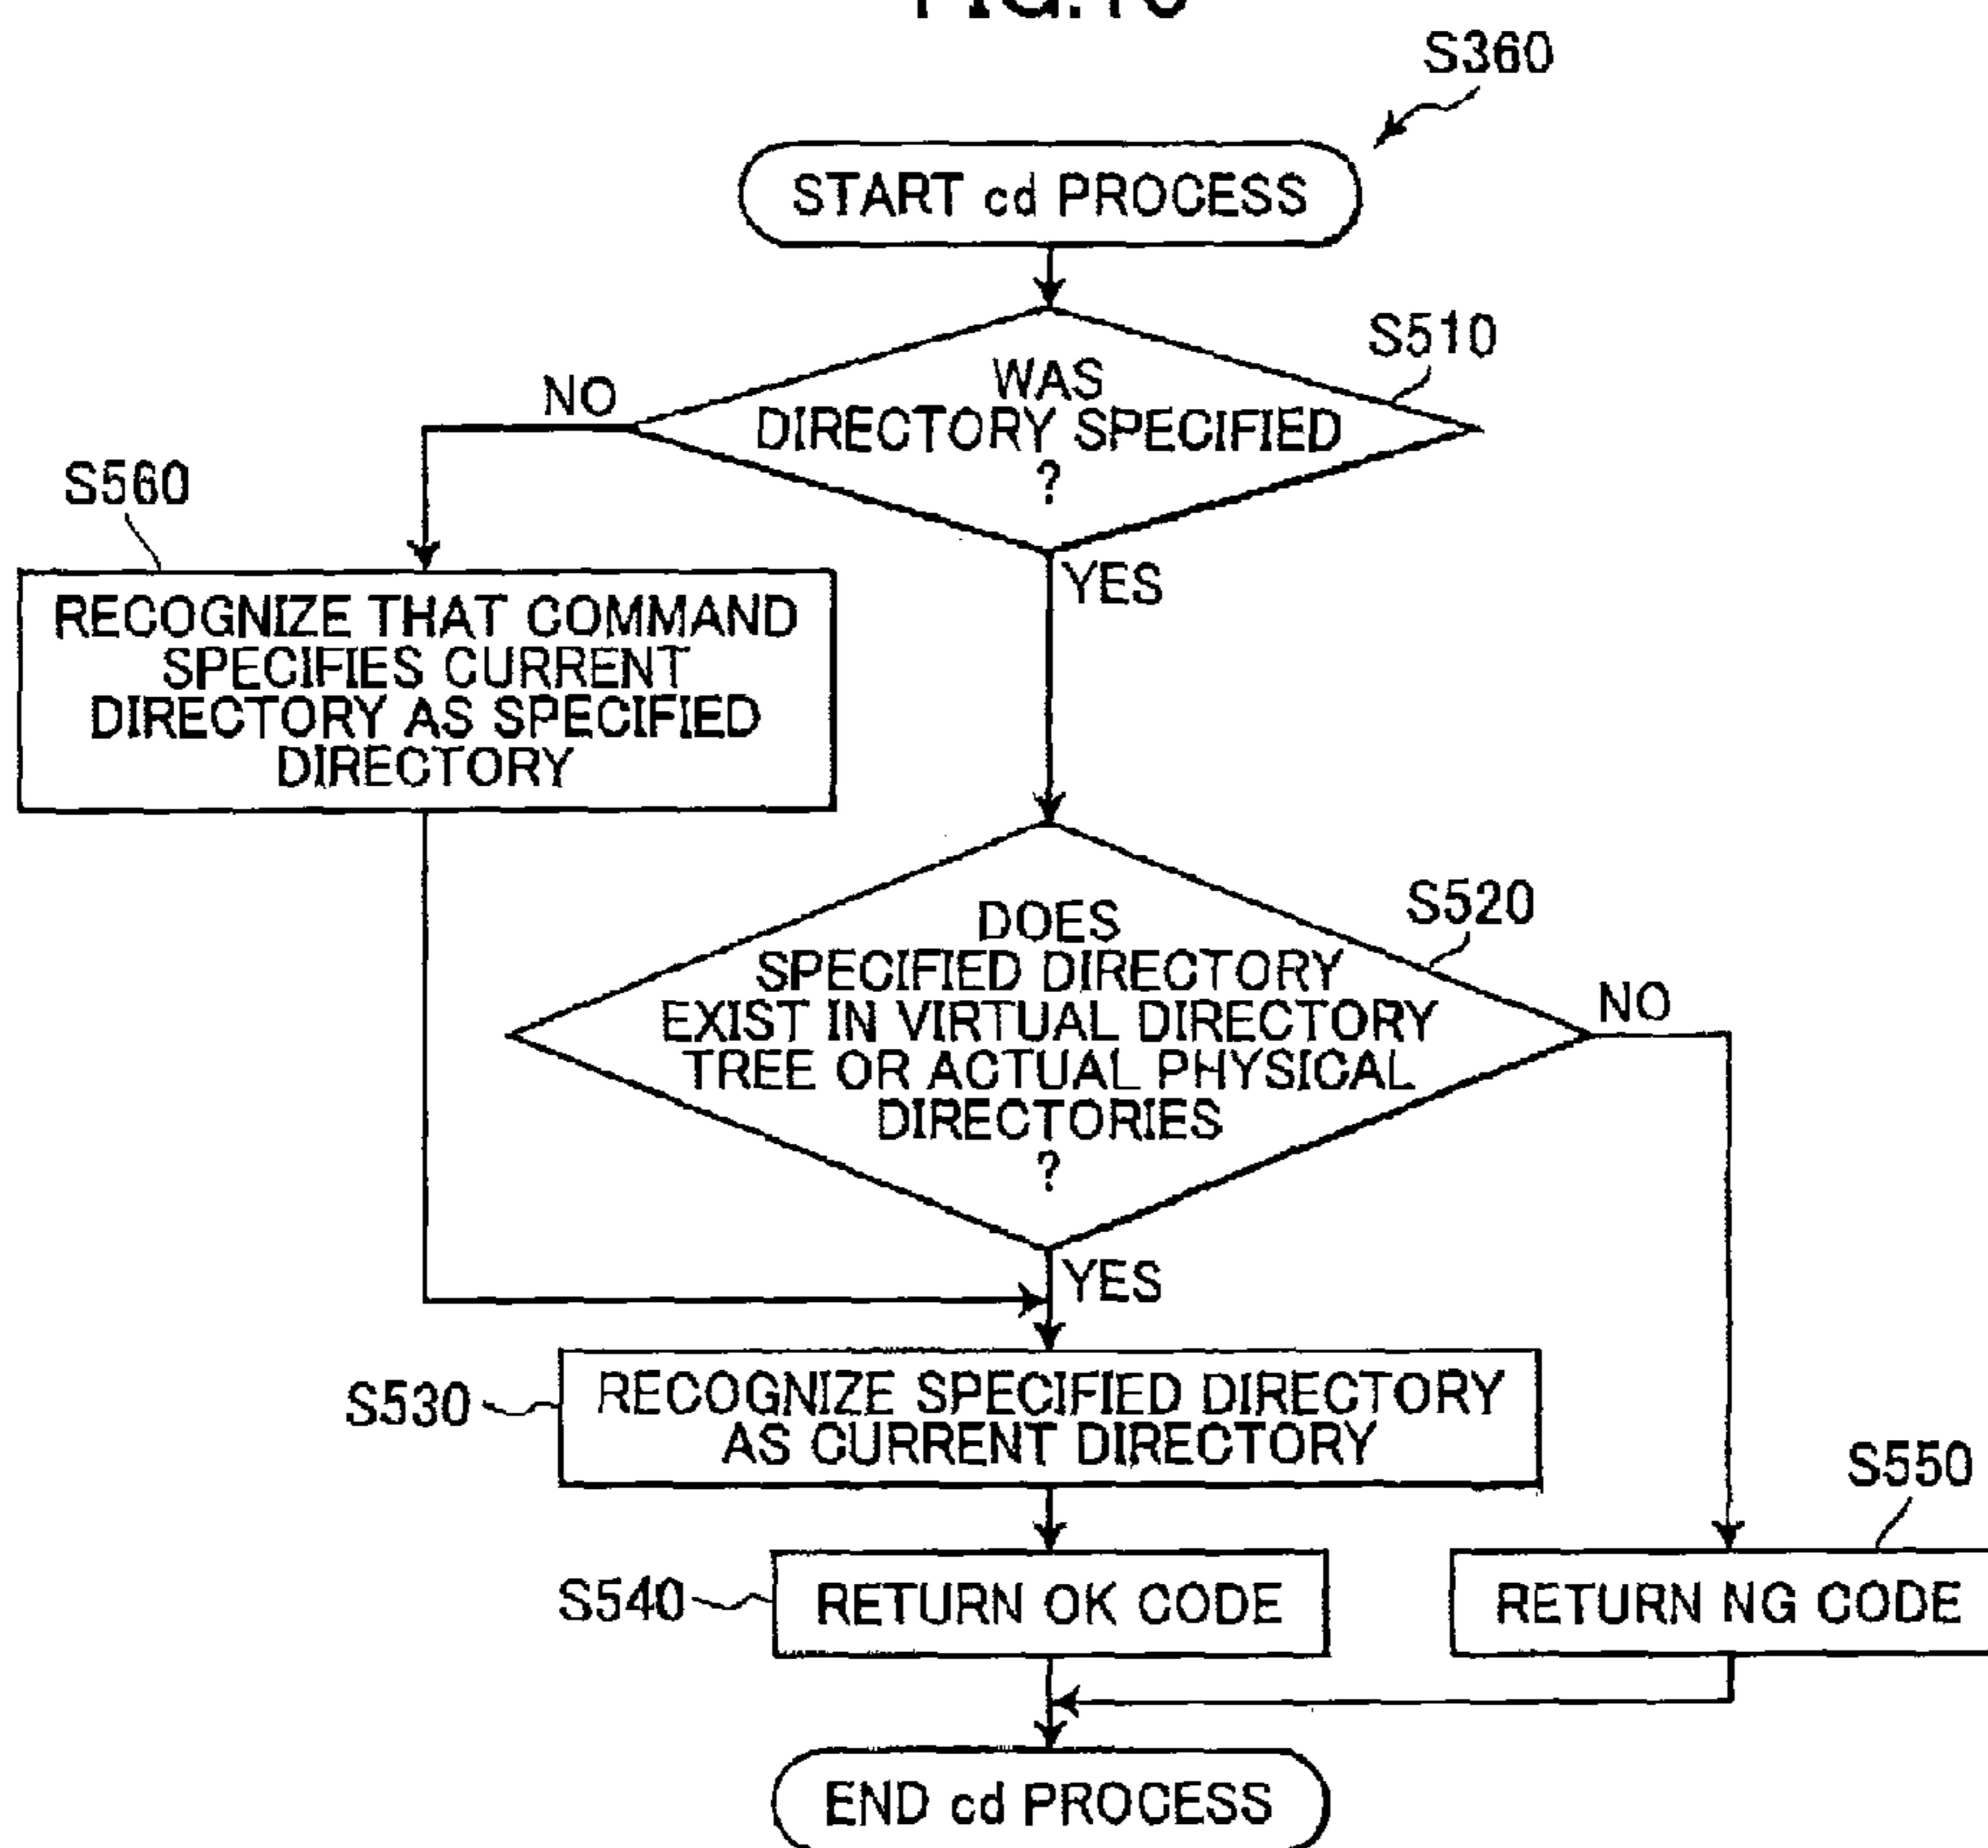 S360
START cd PROCESS
S510
WAS
DIRECTORY SPECIFIED
?
NO
YES
S560
RECOGNIZE THAT COMMAND
SPECIFIES CURRENT
DIRECTORY AS SPECIFIED
DIRECTORY
S520
DOES
SPECIFIED DIRECTORY
EXIST IN VIRTUAL DIRECTORY
TREE OR ACTUAL PHYSICAL
DIRECTORIES
?
NO
YES
S530
RECOGNIZE SPECIFIED DIRECTORY
AS CURRENT DIRECTORY
S550
S540
RETURN OK CODE
RETURN NG CODE
END cd PROCESS